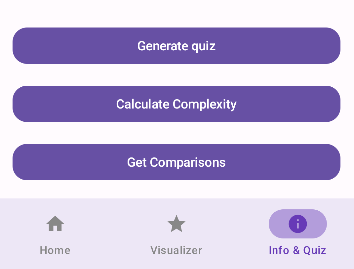 Generate quiz
Calculate Complexity
Get Comparisons
Home
Visualizer
Info & Quiz